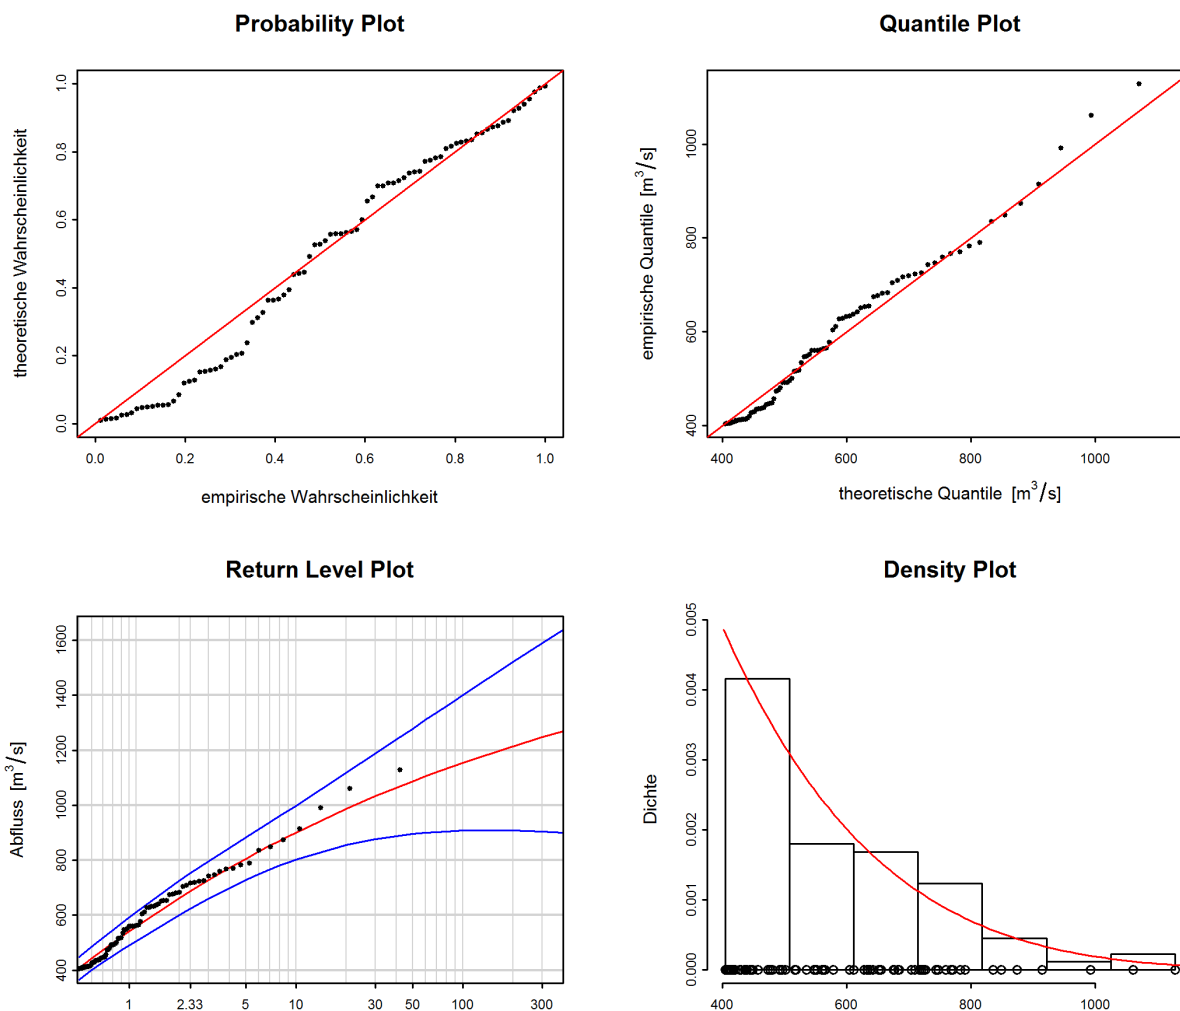 Probability Plot
theoretische Wahrscheinlichkeit
0.0 0.2 0.4 0.6 0.8 1.0
0.0 0.2 0.4 0.6 0.8 1.0
empirische Wahrscheinlichkeit
Quantile Plot
empirische Quantile [m³/s]
400 600 800 1000
400 600 800 1000
theoretische Quantile [m³/s]
Return Level Plot
Abfluss [m³/s]
400 600 800 1000 1200 1400 1600
1 2.33 5 10 30 50 100 300
Density Plot
Dichte
0.000 0.001 0.002 0.003 0.004 0.005
400 600 800 1000